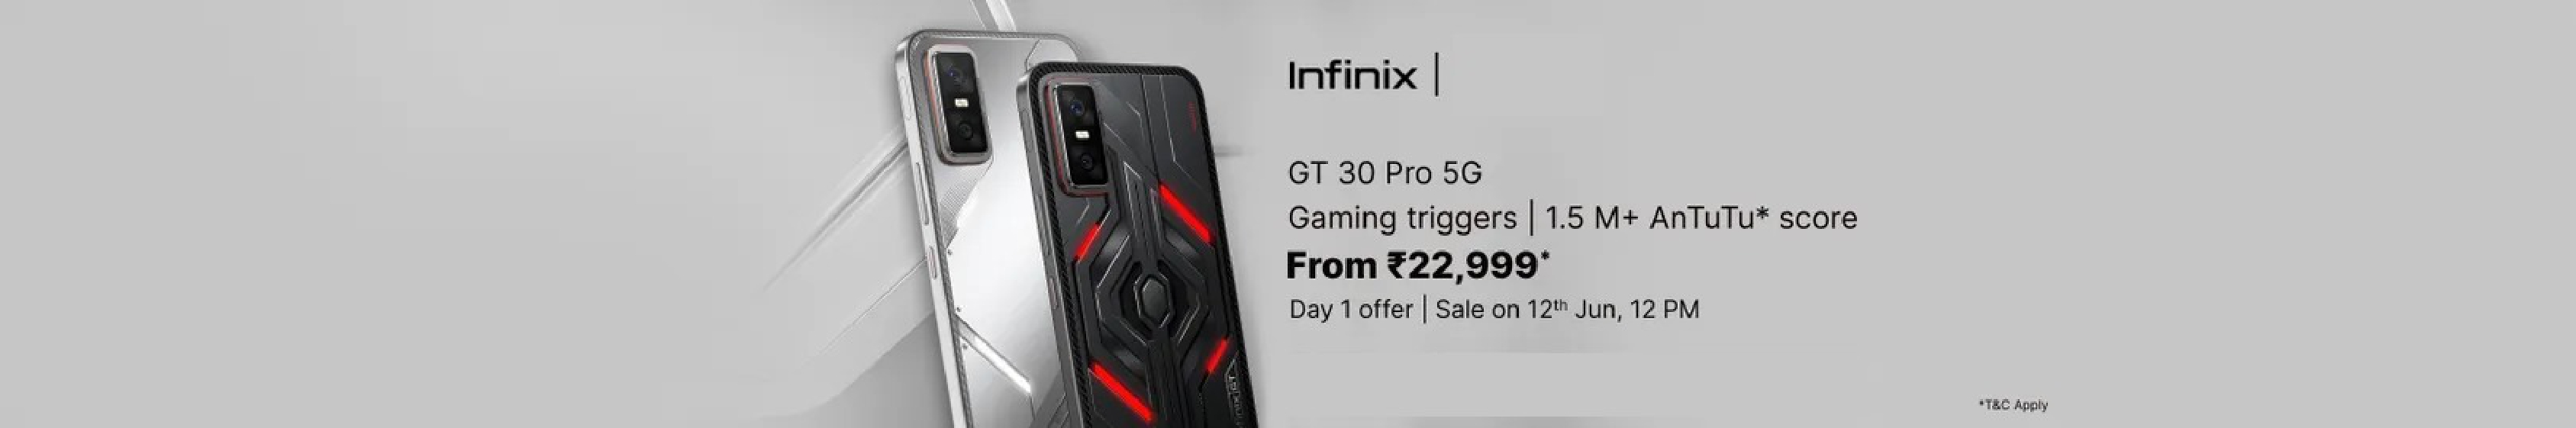 Infinix |
GT 30 Pro 5G
Gaming triggers | 1.5 M+ AnTuTu* score
From ₹22,999*
Day 1 offer | Sale on 12th Jun, 12 PM
*T&C Apply